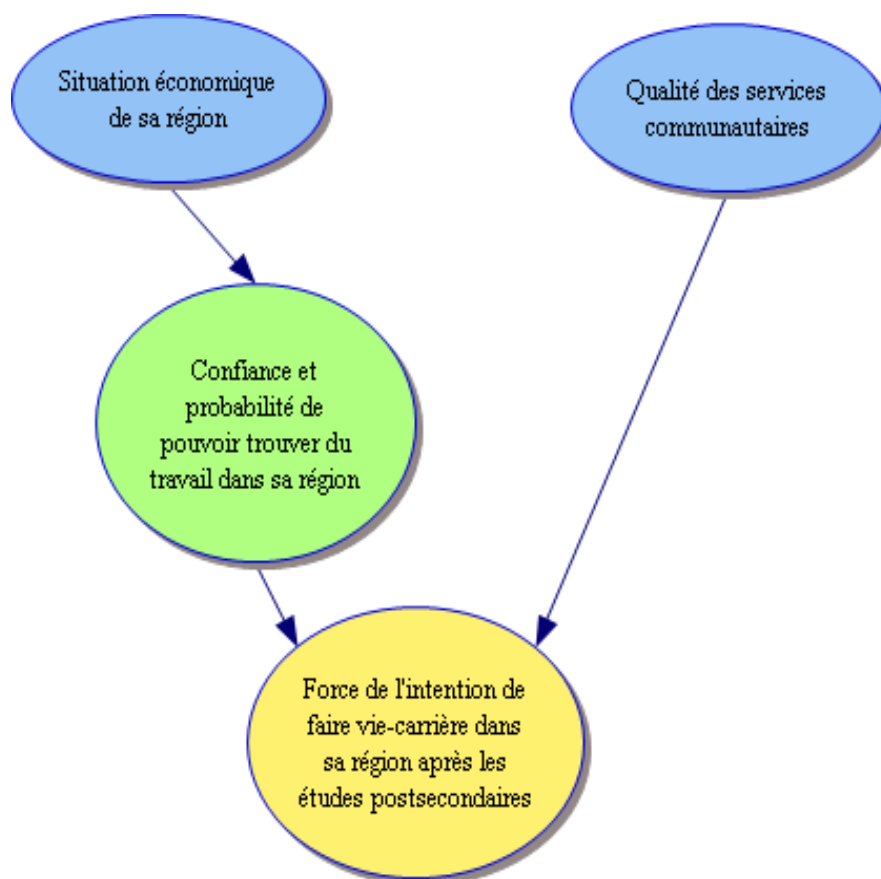 Situation économique
de sa région
Qualité des services
communautaires
Confiance et
probabilité de
pouvoir trouver du
travail dans sa région
Force de l'intention de
faire vie-carrière dans
sa région après les
études postsecondaires